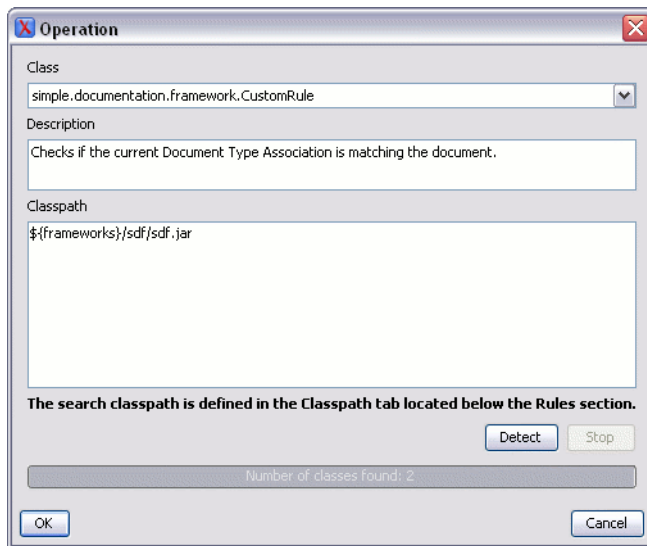 Operation
Class
simple.documentation.framework.CustomRule
Description
Checks if the current Document Type Association is matching the document.
Classpath
${frameworks}/sdf/sdf.jar
The search classpath is defined in the Classpath tab located below the Rules section.
Detect Stop
Number of classes found: 2
OK Cancel